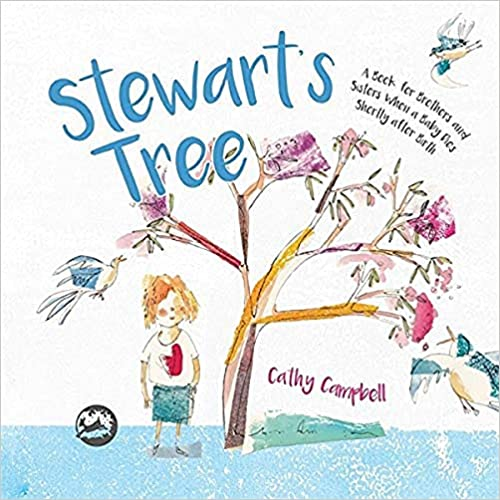 Stewart's
Tree
A Book for Brothers and
Sisters When a Baby Dies
Shortly after Birth
Cathy Campbell